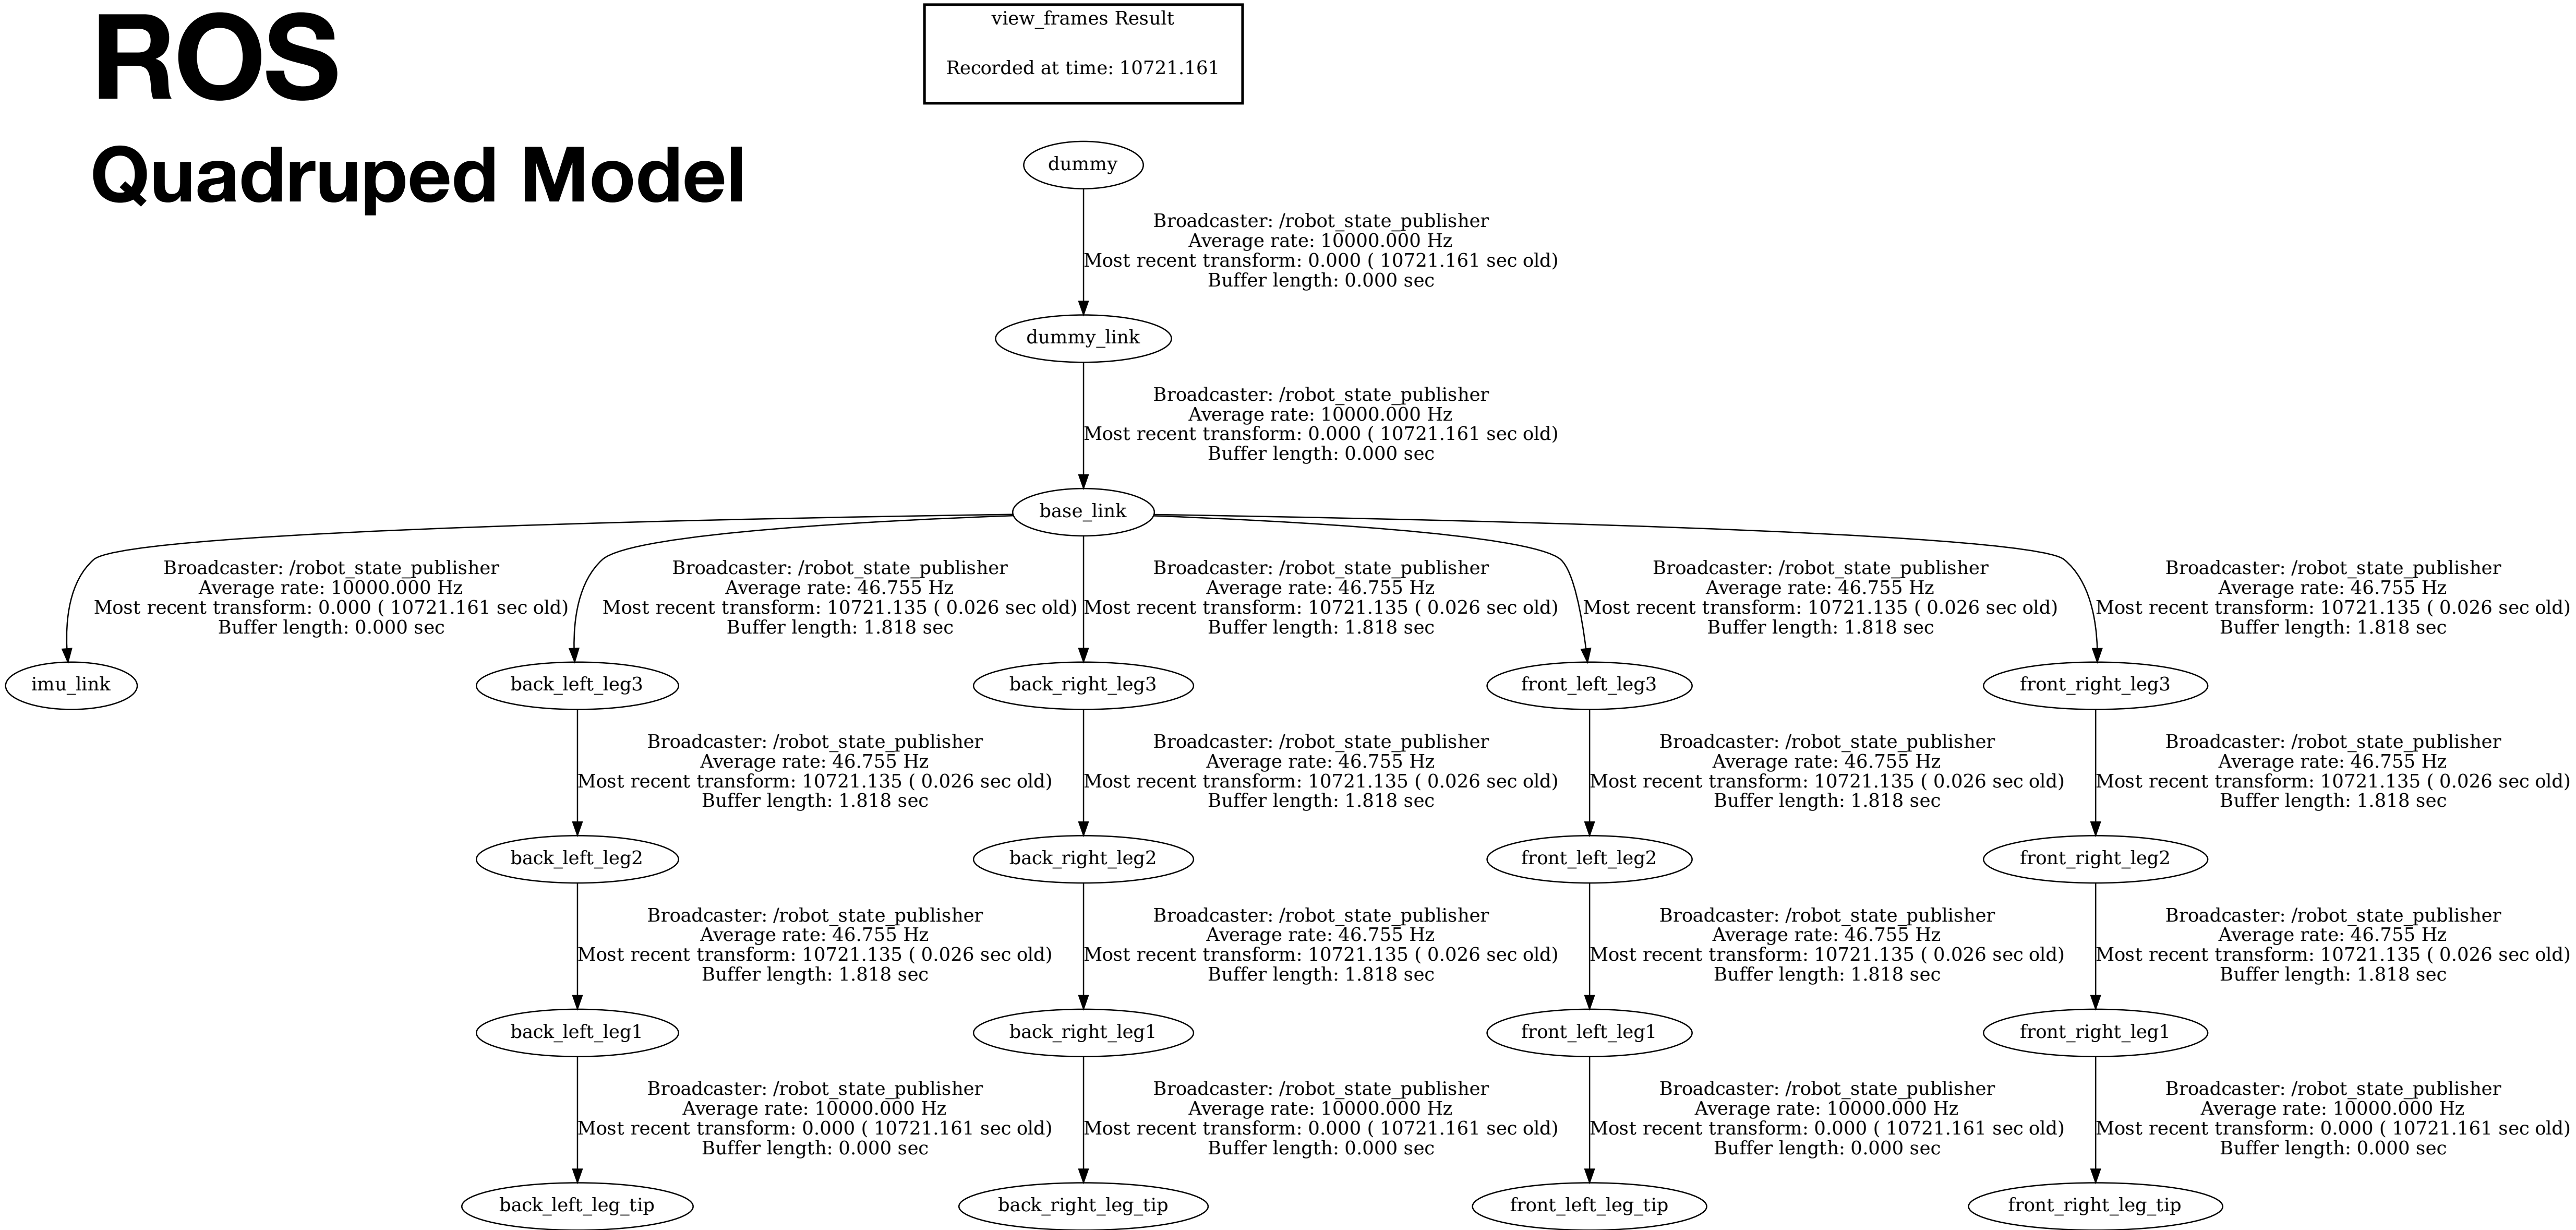 ROS
Quadruped Model
view_frames Result
Recorded at time: 10721.161
dummy
Broadcaster: /robot_state_publisher
Average rate: 10000.000 Hz
Most recent transform: 0.000 ( 10721.161 sec old)
Buffer length: 0.000 sec
dummy_link
Broadcaster: /robot_state_publisher
Average rate: 10000.000 Hz
Most recent transform: 0.000 ( 10721.161 sec old)
Buffer length: 0.000 sec
base_link
Broadcaster: /robot_state_publisher
Average rate: 10000.000 Hz
Most recent transform: 0.000 ( 10721.161 sec old)
Buffer length: 0.000 sec
Broadcaster: /robot_state_publisher
Average rate: 46.755 Hz
Most recent transform: 10721.135 ( 0.026 sec old)
Buffer length: 1.818 sec
Broadcaster: /robot_state_publisher
Average rate: 46.755 Hz
Most recent transform: 10721.135 ( 0.026 sec old)
Buffer length: 1.818 sec
Broadcaster: /robot_state_publisher
Average rate: 46.755 Hz
Most recent transform: 10721.135 ( 0.026 sec old)
Buffer length: 1.818 sec
Broadcaster: /robot_state_publisher
Average rate: 46.755 Hz
Most recent transform: 10721.135 ( 0.026 sec old)
Buffer length: 1.818 sec
imu_link
back_left_leg3
back_right_leg3
front_left_leg3
front_right_leg3
Broadcaster: /robot_state_publisher
Average rate: 46.755 Hz
Most recent transform: 10721.135 ( 0.026 sec old)
Buffer length: 1.818 sec
Broadcaster: /robot_state_publisher
Average rate: 46.755 Hz
Most recent transform: 10721.135 ( 0.026 sec old)
Buffer length: 1.818 sec
Broadcaster: /robot_state_publisher
Average rate: 46.755 Hz
Most recent transform: 10721.135 ( 0.026 sec old)
Buffer length: 1.818 sec
Broadcaster: /robot_state_publisher
Average rate: 46.755 Hz
Most recent transform: 10721.135 ( 0.026 sec old)
Buffer length: 1.818 sec
back_left_leg2
back_right_leg2
front_left_leg2
front_right_leg2
Broadcaster: /robot_state_publisher
Average rate: 46.755 Hz
Most recent transform: 10721.135 ( 0.026 sec old)
Buffer length: 1.818 sec
Broadcaster: /robot_state_publisher
Average rate: 46.755 Hz
Most recent transform: 10721.135 ( 0.026 sec old)
Buffer length: 1.818 sec
Broadcaster: /robot_state_publisher
Average rate: 46.755 Hz
Most recent transform: 10721.135 ( 0.026 sec old)
Buffer length: 1.818 sec
Broadcaster: /robot_state_publisher
Average rate: 46.755 Hz
Most recent transform: 10721.135 ( 0.026 sec old)
Buffer length: 1.818 sec
back_left_leg1
back_right_leg1
front_left_leg1
front_right_leg1
Broadcaster: /robot_state_publisher
Average rate: 10000.000 Hz
Most recent transform: 0.000 ( 10721.161 sec old)
Buffer length: 0.000 sec
Broadcaster: /robot_state_publisher
Average rate: 10000.000 Hz
Most recent transform: 0.000 ( 10721.161 sec old)
Buffer length: 0.000 sec
Broadcaster: /robot_state_publisher
Average rate: 10000.000 Hz
Most recent transform: 0.000 ( 10721.161 sec old)
Buffer length: 0.000 sec
Broadcaster: /robot_state_publisher
Average rate: 10000.000 Hz
Most recent transform: 0.000 ( 10721.161 sec old)
Buffer length: 0.000 sec
back_left_leg_tip
back_right_leg_tip
front_left_leg_tip
front_right_leg_tip